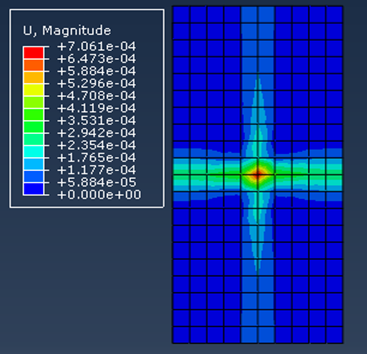 U, Magnitude
+7.061e-04
+6.473e-04
+5.884e-04
+5.296e-04
+4.708e-04
+4.119e-04
+3.531e-04
+2.942e-04
+2.354e-04
+1.765e-04
+1.177e-04
+5.884e-05
+0.000e+00